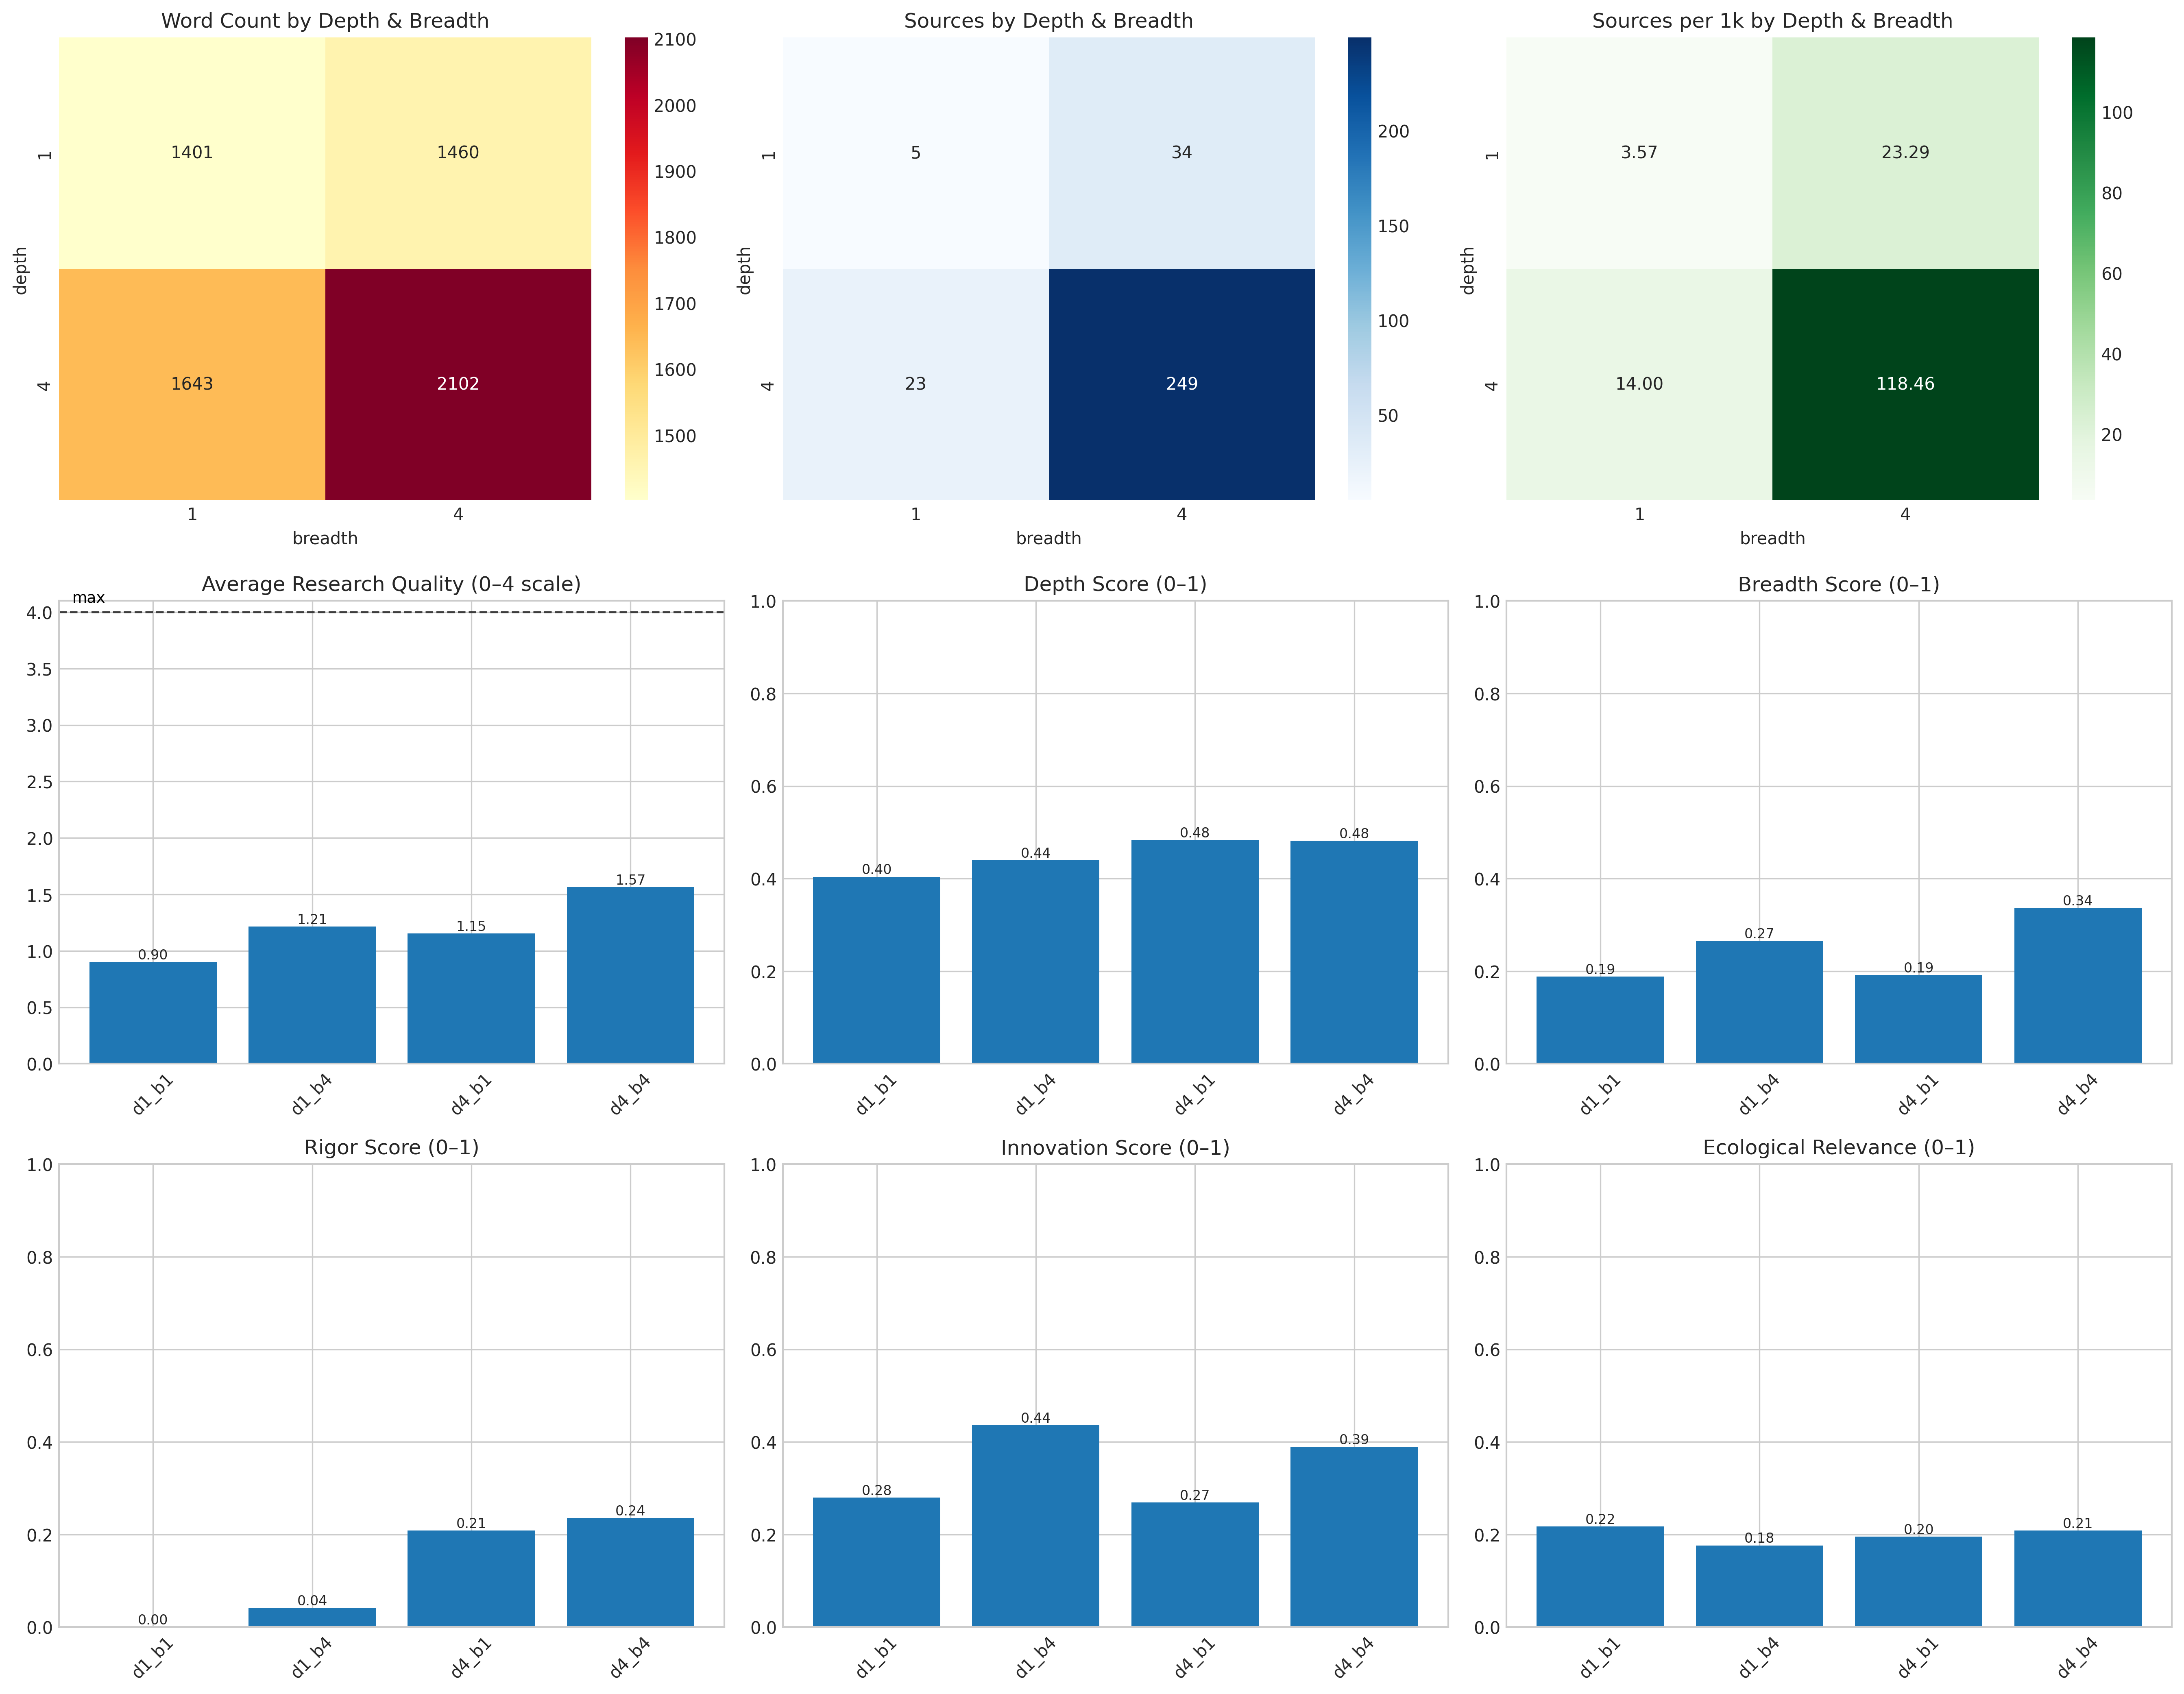 Word Count by Depth & Breadth
2100
2000
1900
1800
1700
1600
1500
1401
1460
1643
2102
1
4
depth
1
4
breadth
Sources by Depth & Breadth
200
150
100
50
5
34
23
249
1
4
depth
1
4
breadth
Sources per 1k by Depth & Breadth
100
80
60
40
20
3.57
23.29
14.00
118.46
1
4
depth
1
4
breadth
Average Research Quality (0–4 scale)
max
4.0
3.5
3.0
2.5
2.0
1.5
1.0
0.5
0.0
0.90
1.21
1.15
1.57
d1_b1
d1_b4
d4_b1
d4_b4
Depth Score (0–1)
1.0
0.8
0.6
0.4
0.2
0.0
0.40
0.44
0.48
0.48
d1_b1
d1_b4
d4_b1
d4_b4
Breadth Score (0–1)
1.0
0.8
0.6
0.4
0.2
0.0
0.19
0.27
0.19
0.34
d1_b1
d1_b4
d4_b1
d4_b4
Rigor Score (0–1)
1.0
0.8
0.6
0.4
0.2
0.0
0.00
0.04
0.21
0.24
d1_b1
d1_b4
d4_b1
d4_b4
Innovation Score (0–1)
1.0
0.8
0.6
0.4
0.2
0.0
0.28
0.44
0.27
0.39
d1_b1
d1_b4
d4_b1
d4_b4
Ecological Relevance (0–1)
1.0
0.8
0.6
0.4
0.2
0.0
0.22
0.18
0.20
0.21
d1_b1
d1_b4
d4_b1
d4_b4